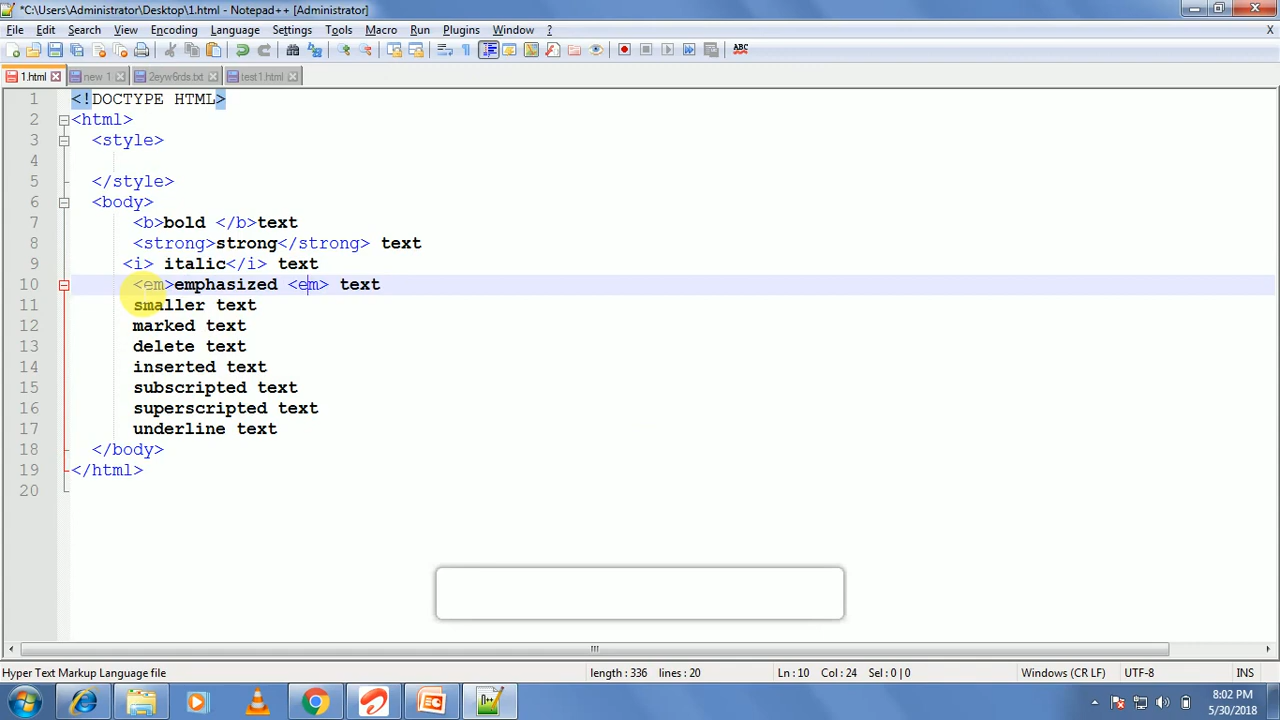 *C:\Users\Administrator\Desktop\1.html - Notepad++ [Administrator]
File Edit Search View Encoding Language Settings Tools Macro Run Plugins Window ? X
ABC
1.html new 1 2eyw6rds.txt test1.html
1 <!DOCTYPE HTML>
2 <html>
3 <style>
4
5 </style>
6 <body>
7 <b>bold </b>text
8 <strong>strong</strong> text
9 <i> italic</i> text
10 <em>emphasized <em> text
11 smaller text
12 marked text
13 delete text
14 inserted text
15 subscripted text
16 superscripted text
17 underline text
18 </body>
19 </html>
20
Hyper Text Markup Language file length : 336 lines : 20 Ln : 10 Col : 24 Sel : 0 | 0 Windows (CR LF) UTF-8 INS
8:02 PM
5/30/2018